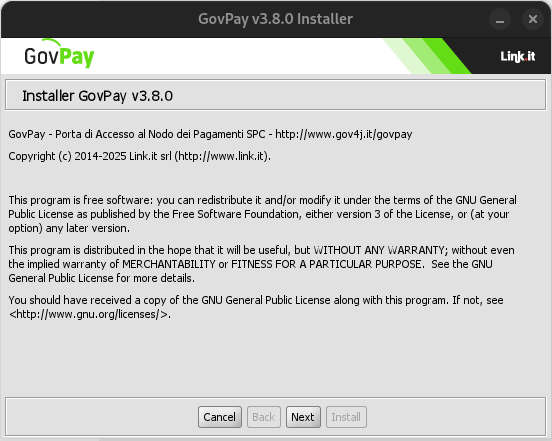 GovPay v3.8.0 Installer
GovPay
Link.it
Installer GovPay v3.8.0
GovPay - Porta di Accesso al Nodo dei Pagamenti SPC - http://www.gov4j.it/govpay
Copyright (c) 2014-2025 Link.it srl (http://www.link.it).
This program is free software: you can redistribute it and/or modify it under the terms of the GNU General
Public License as published by the Free Software Foundation, either version 3 of the License, or (at your
option) any later version.
This program is distributed in the hope that it will be useful, but WITHOUT ANY WARRANTY; without even
the implied warranty of MERCHANTABILITY or FITNESS FOR A PARTICULAR PURPOSE.  See the GNU
General Public License for more details.
You should have received a copy of the GNU General Public License along with this program. If not, see
<http://www.gnu.org/licenses/>.
Cancel Back Next Install